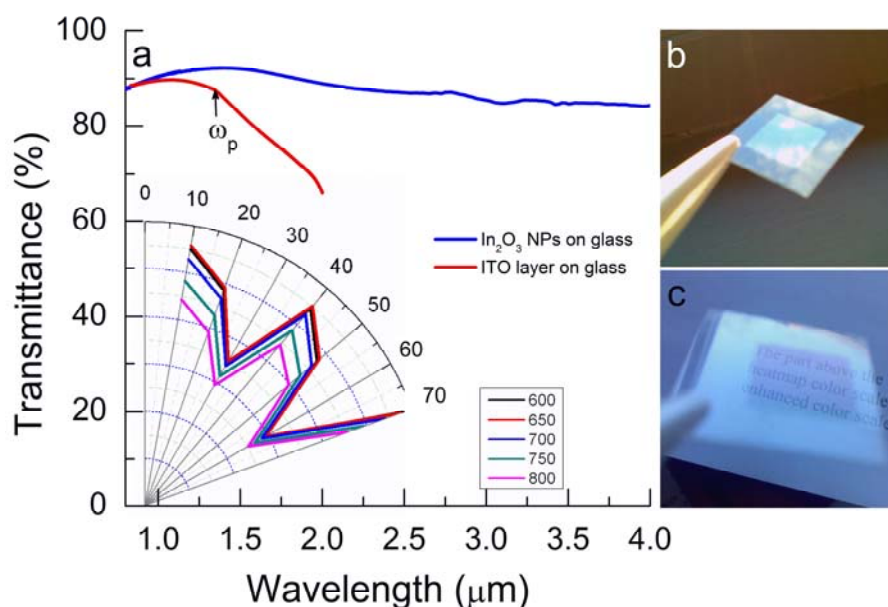 a
b
c
Transmittance (%)
100
80
60
40
20
0
ω_p
In₂O₃ NPs on glass
ITO layer on glass
0
10
20
30
40
50
60
70
600
650
700
750
800
The part above the
heatmap color scale
enhanced color scale
1.0
1.5
2.0
2.5
3.0
3.5
4.0
Wavelength (μm)